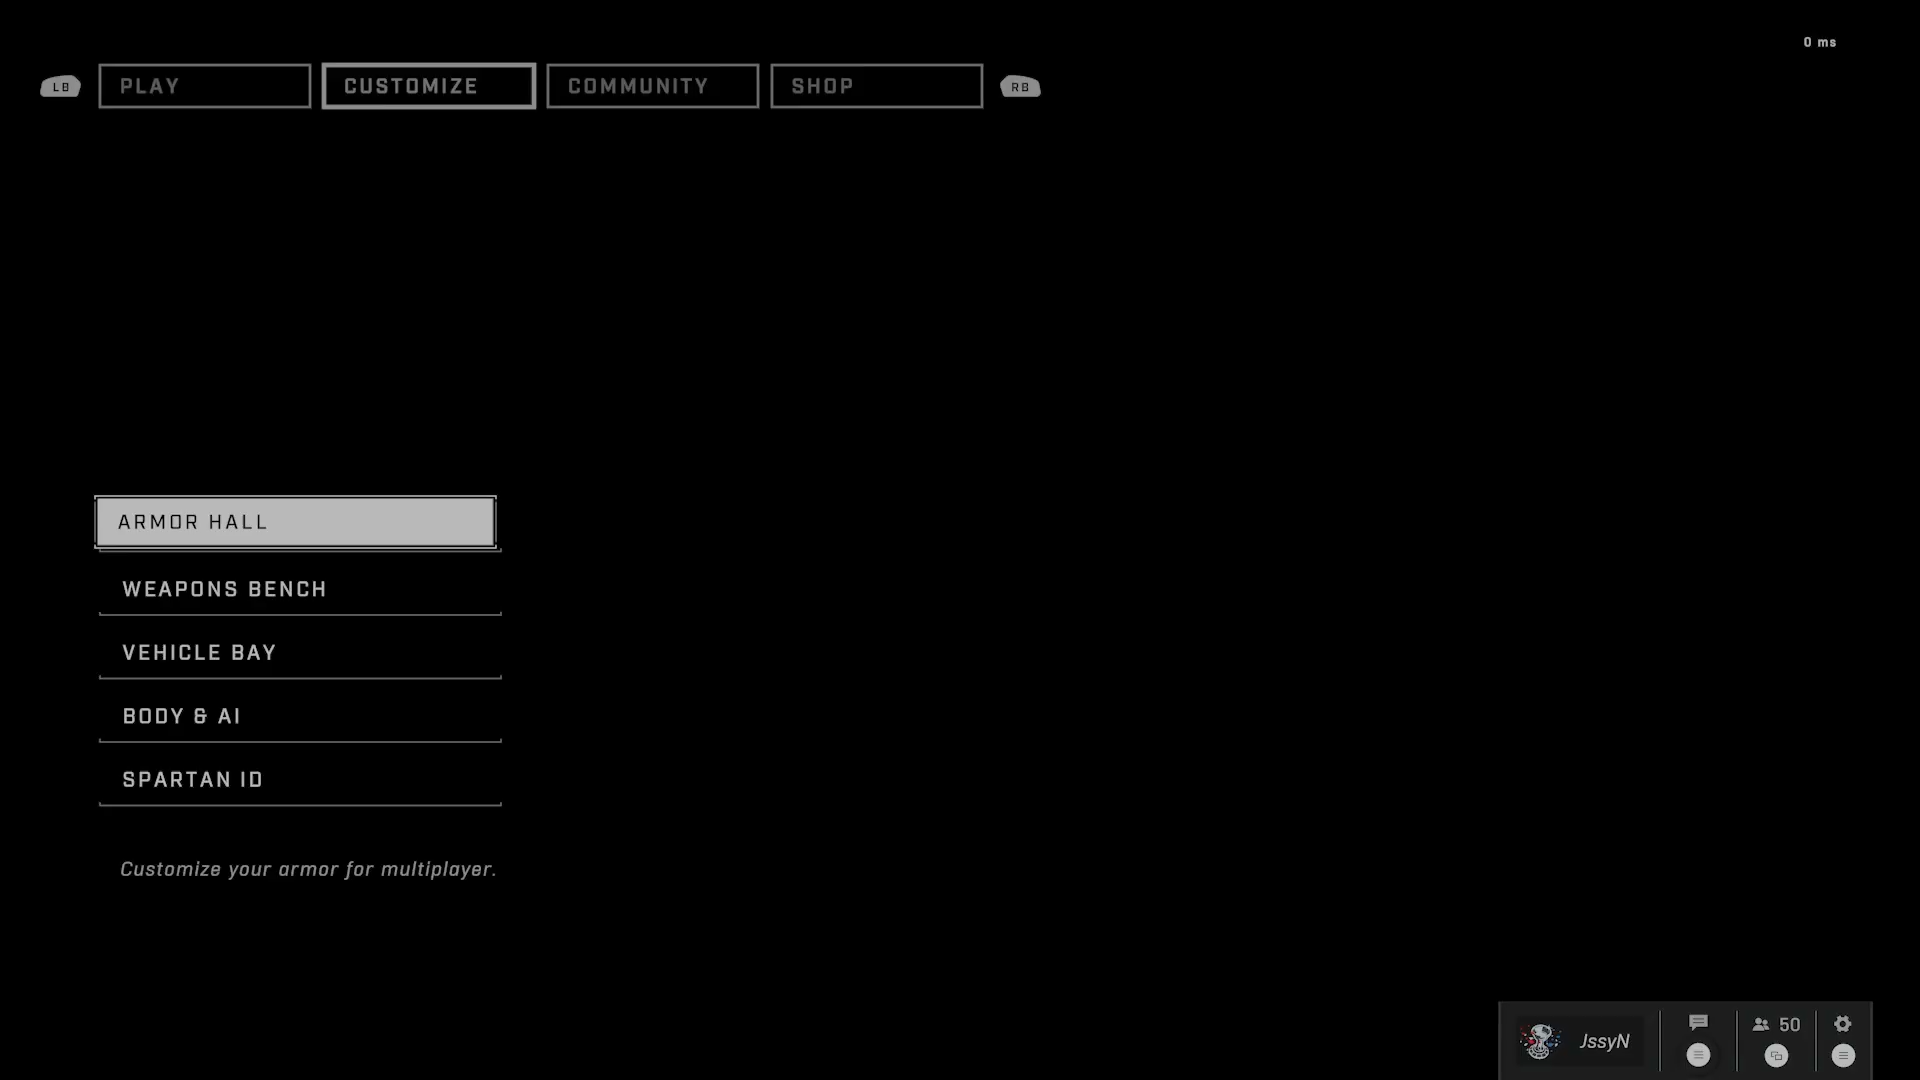 0 ms
LB PLAY CUSTOMIZE COMMUNITY SHOP RB
ARMOR HALL
WEAPONS BENCH
VEHICLE BAY
BODY & AI
SPARTAN ID
Customize your armor for multiplayer.
JssyN 50